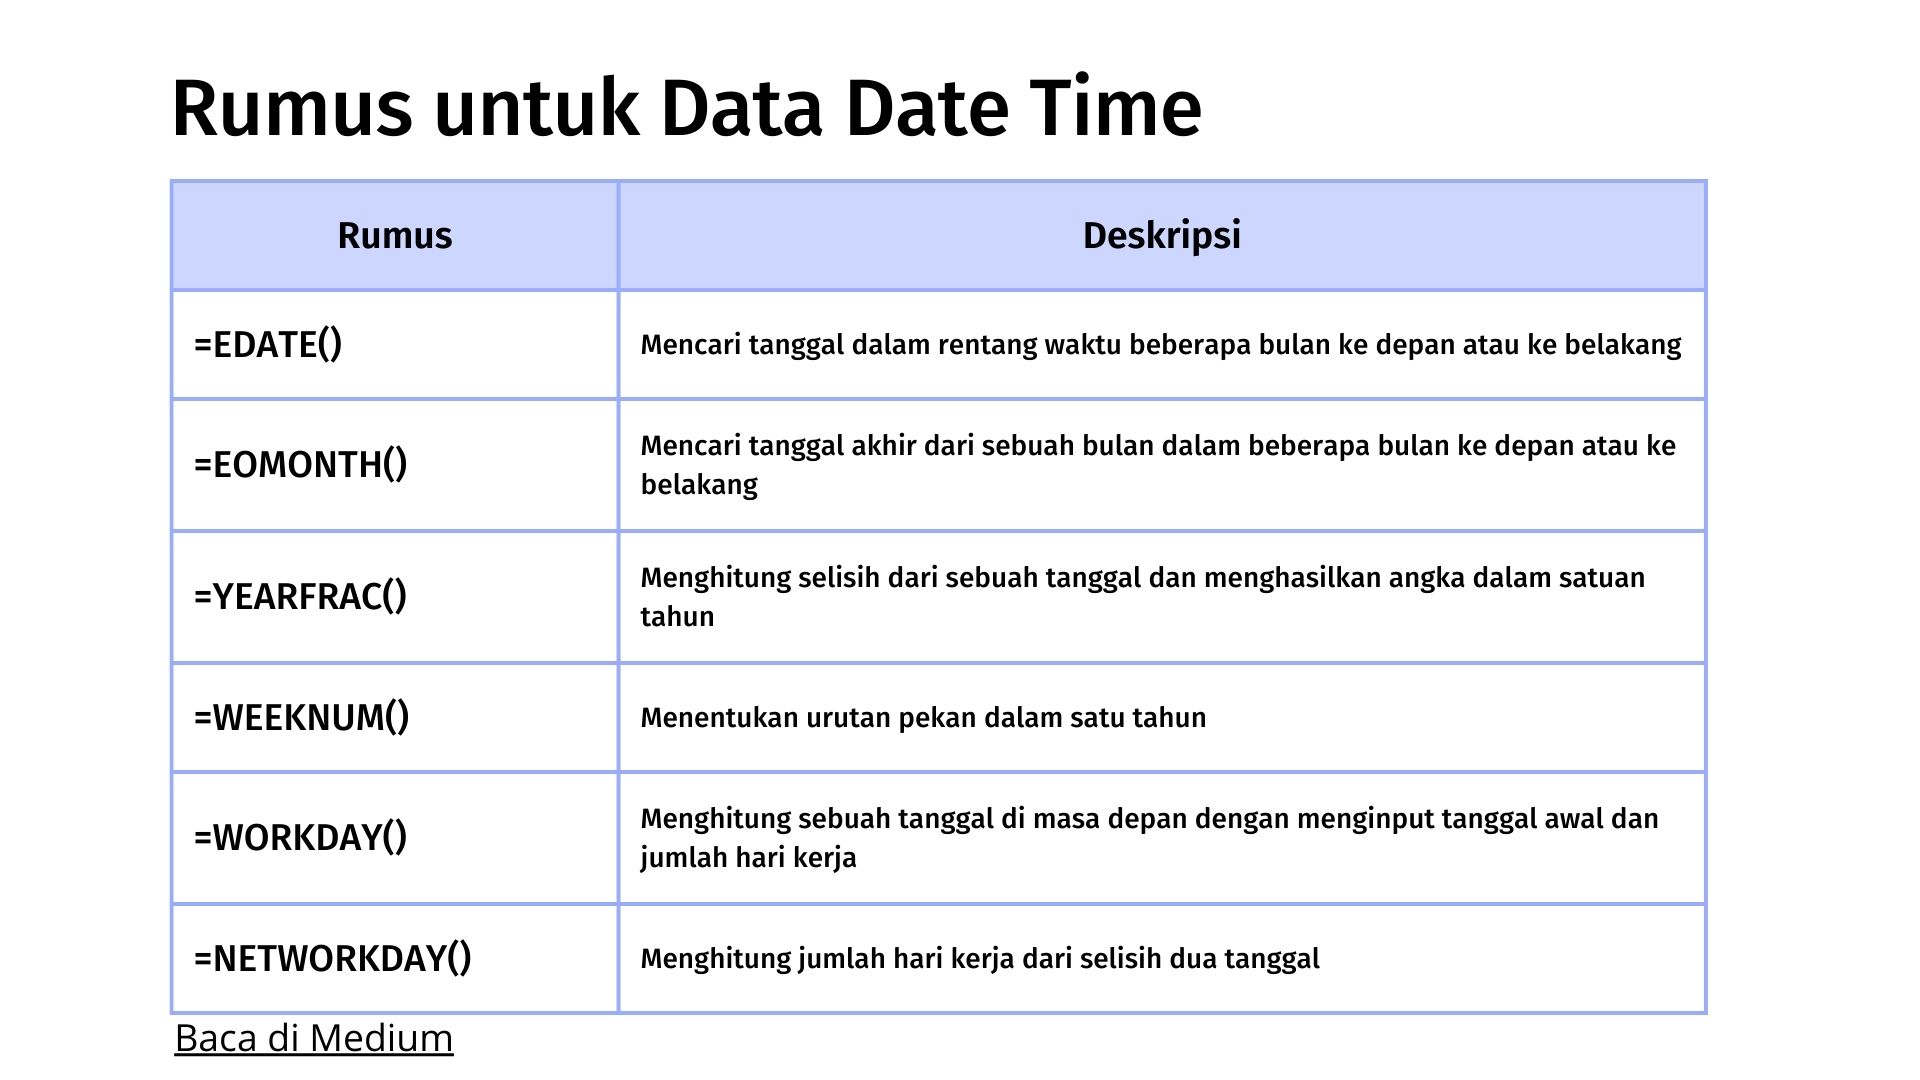 Rumus untuk Data Date Time
Rumus
Deskripsi
=EDATE()
Mencari tanggal dalam rentang waktu beberapa bulan ke depan atau ke belakang
=EOMONTH()
Mencari tanggal akhir dari sebuah bulan dalam beberapa bulan ke depan atau ke
belakang
=YEARFRAC()
Menghitung selisih dari sebuah tanggal dan menghasilkan angka dalam satuan
tahun
=WEEKNUM()
Menentukan urutan pekan dalam satu tahun
=WORKDAY()
Menghitung sebuah tanggal di masa depan dengan menginput tanggal awal dan
jumlah hari kerja
=NETWORKDAY()
Menghitung jumlah hari kerja dari selisih dua tanggal
Baca di Medium